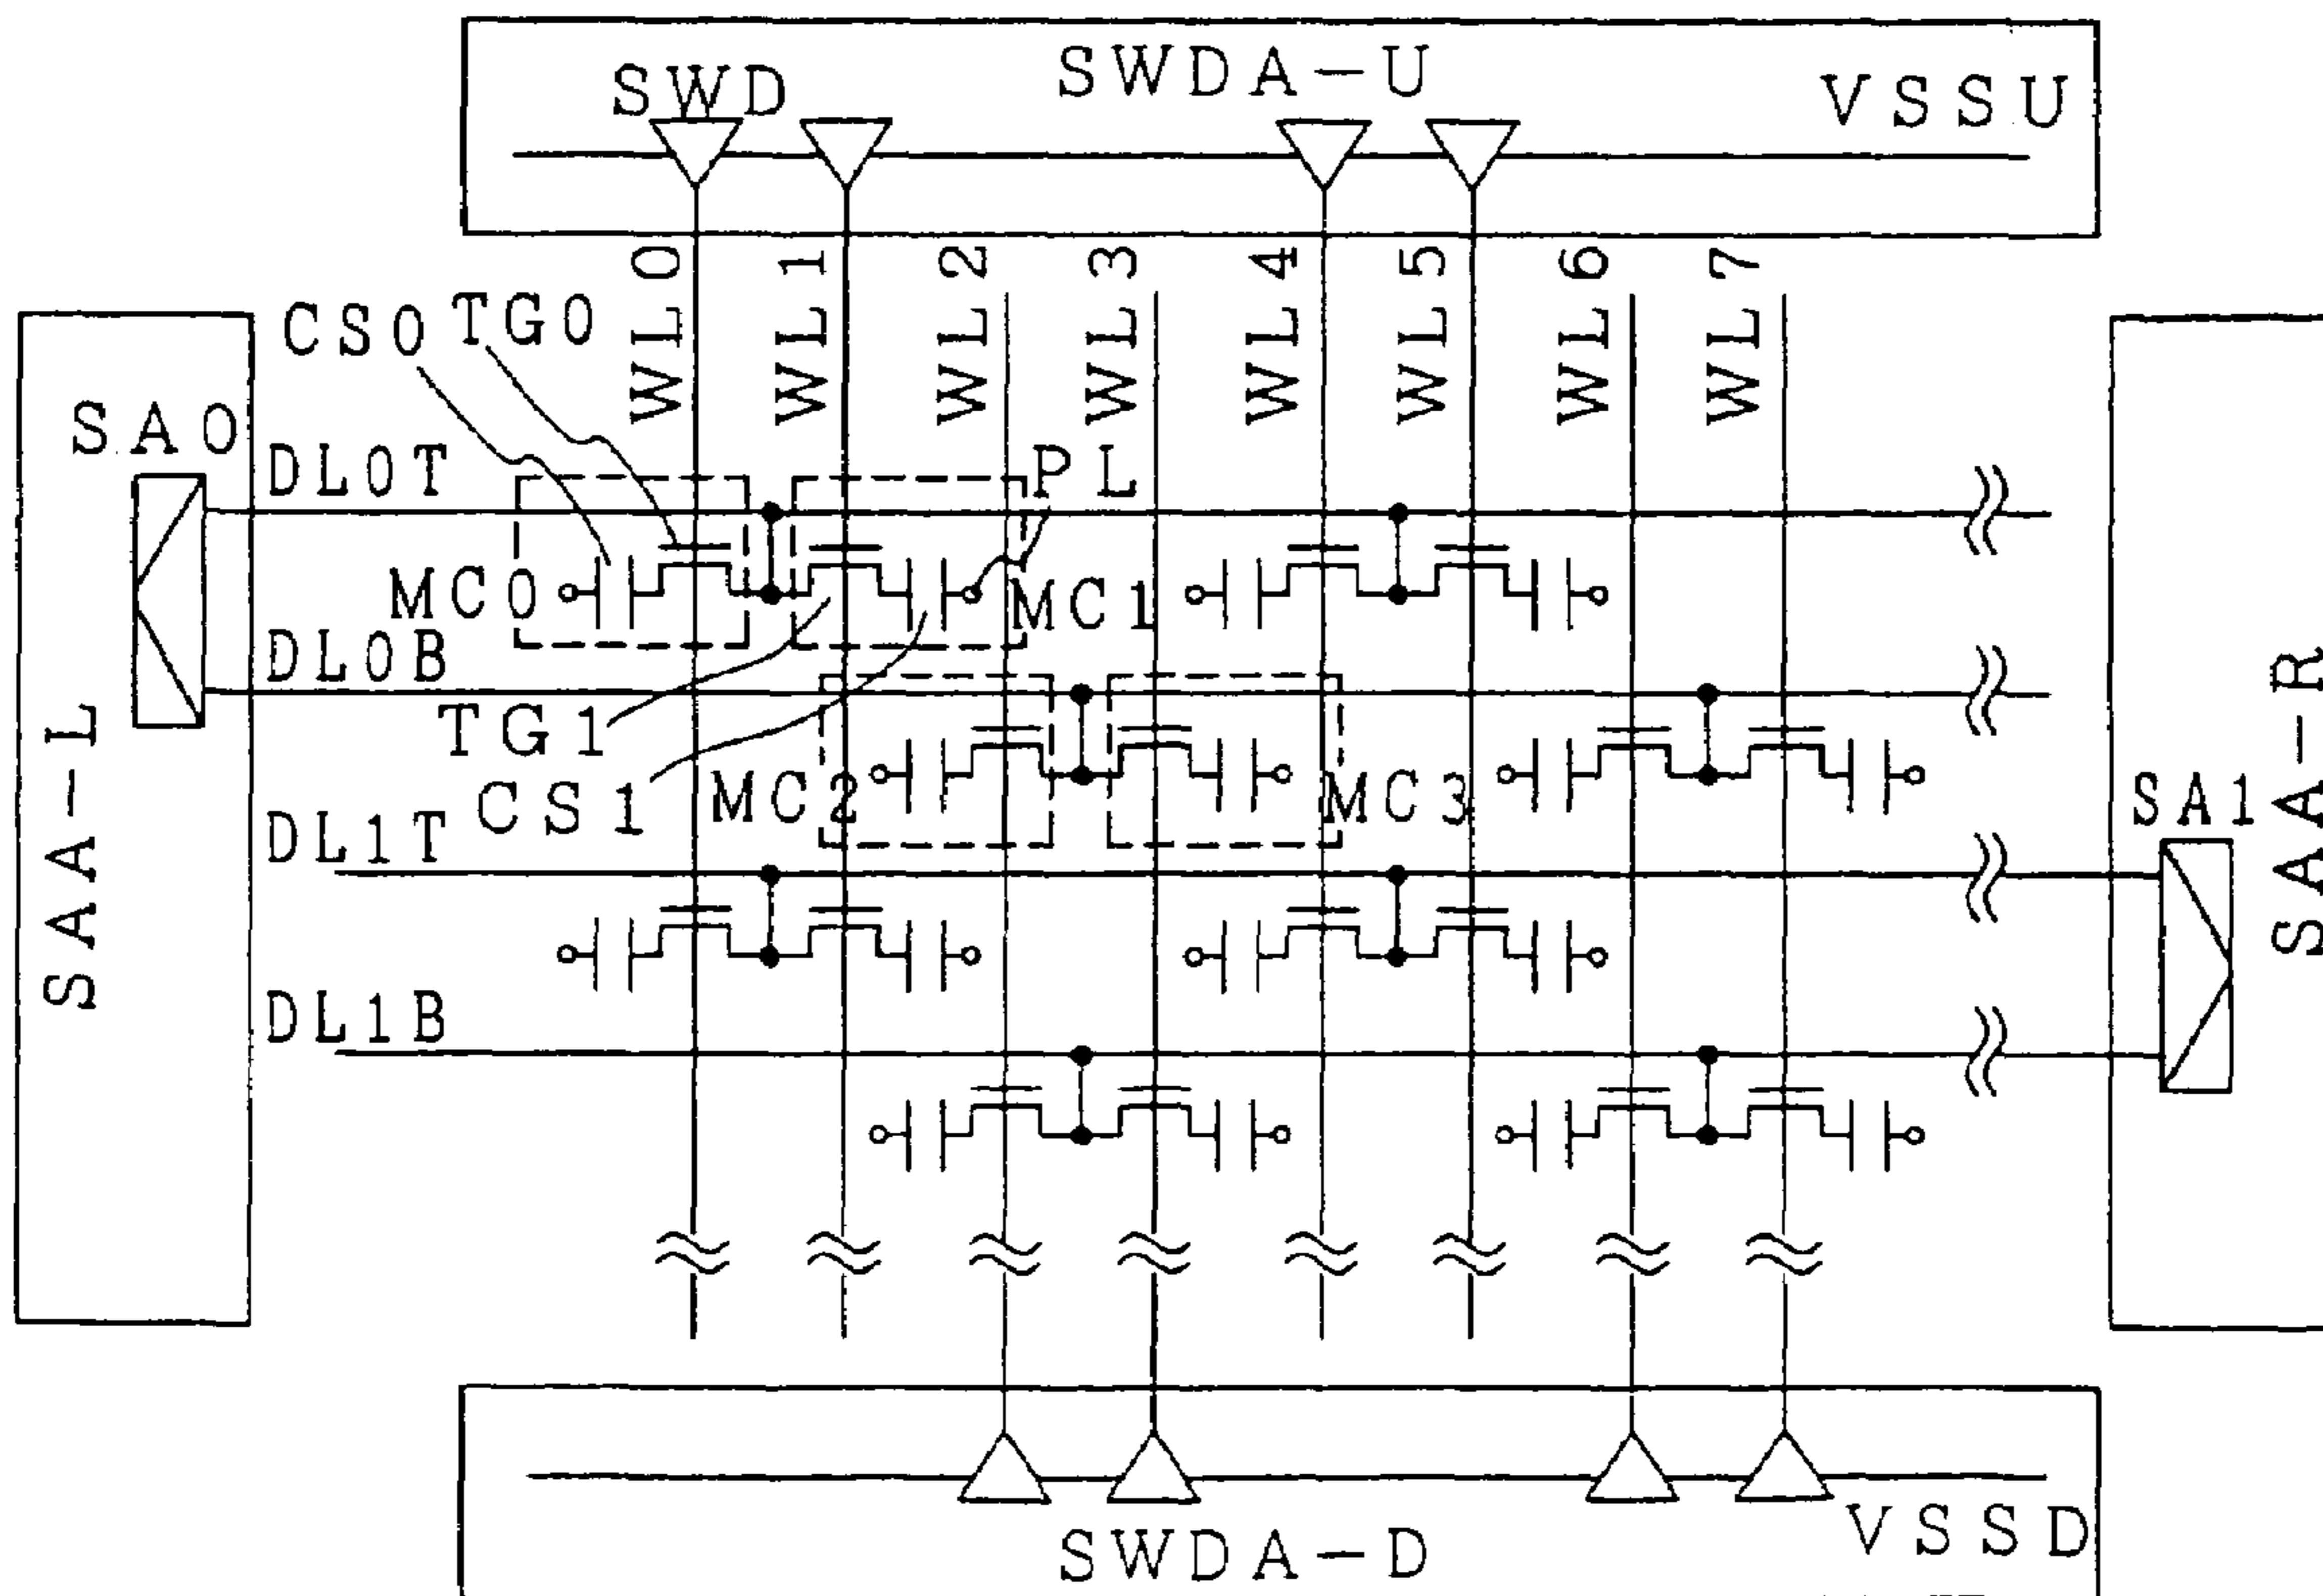 SWD
SWDA-U
VSSU
WL0
WL1
WL2
WL3
WL4
WL5
WL6
WL7
CS0
TG0
SA0
DL0T
PL
MC0
MC1
DL0B
TG1
CS1
MC2
MC3
SAA-L
SAA-R
SA1
DL1T
DL1B
SWDA-D
VSSD